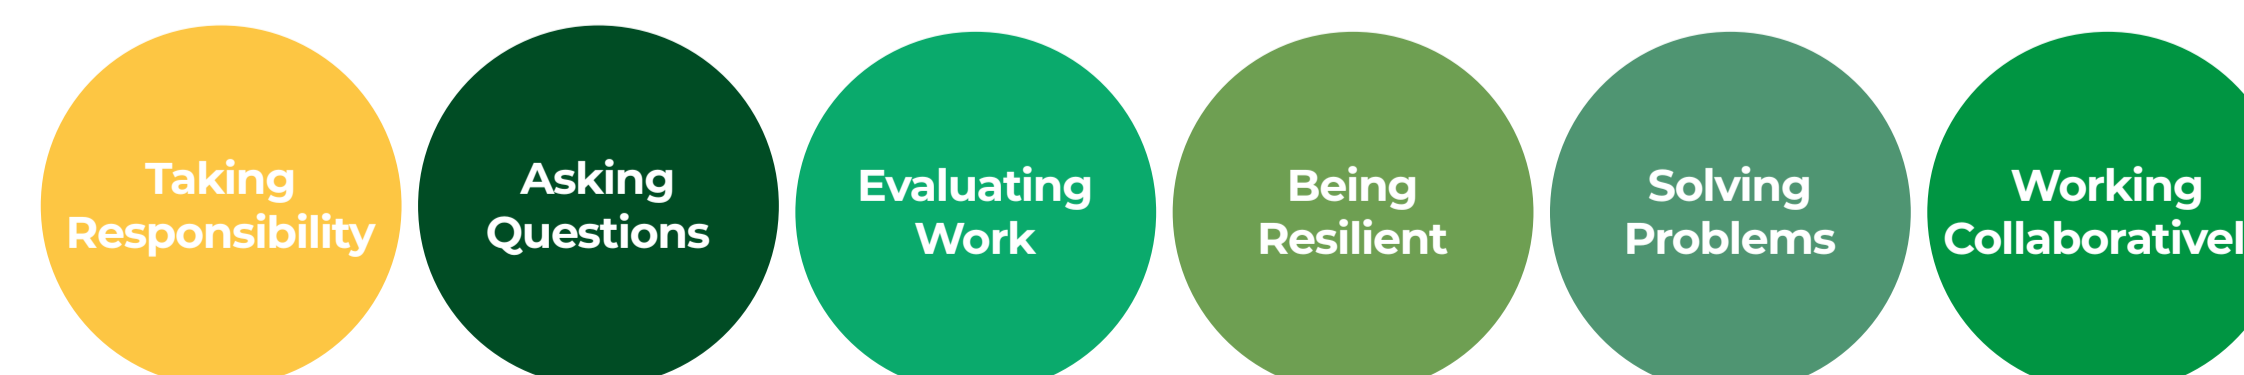 Taking
Responsibility
Asking
Questions
Evaluating
Work
Being
Resilient
Solving
Problems
Working
Collaborativel